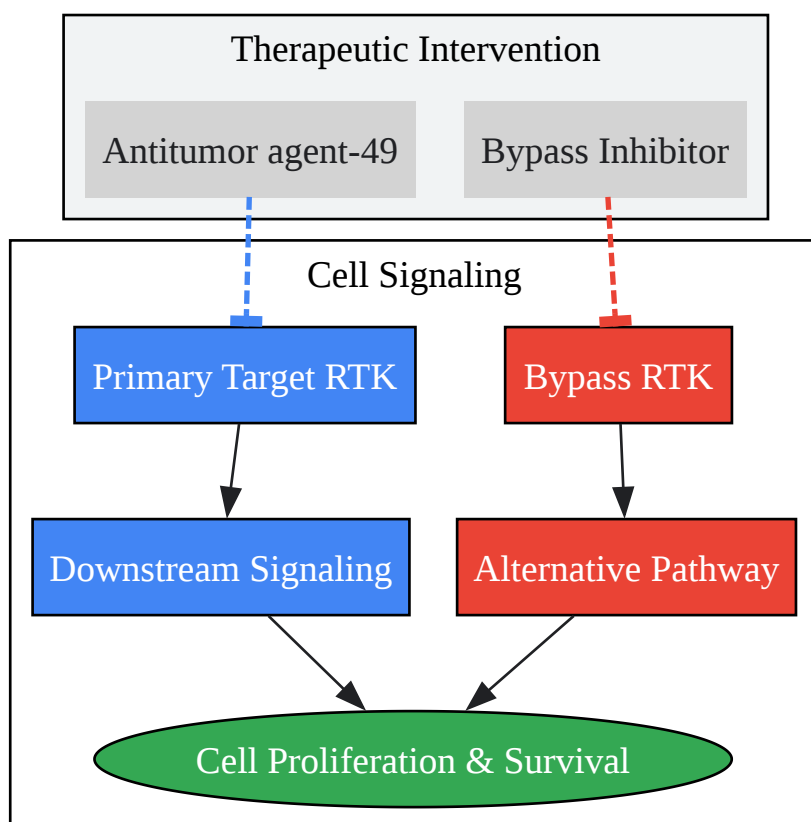 Therapeutic Intervention
Antitumor agent-49
Bypass Inhibitor
Cell Signaling
Primary Target RTK
Bypass RTK
Downstream Signaling
Alternative Pathway
Cell Proliferation & Survival